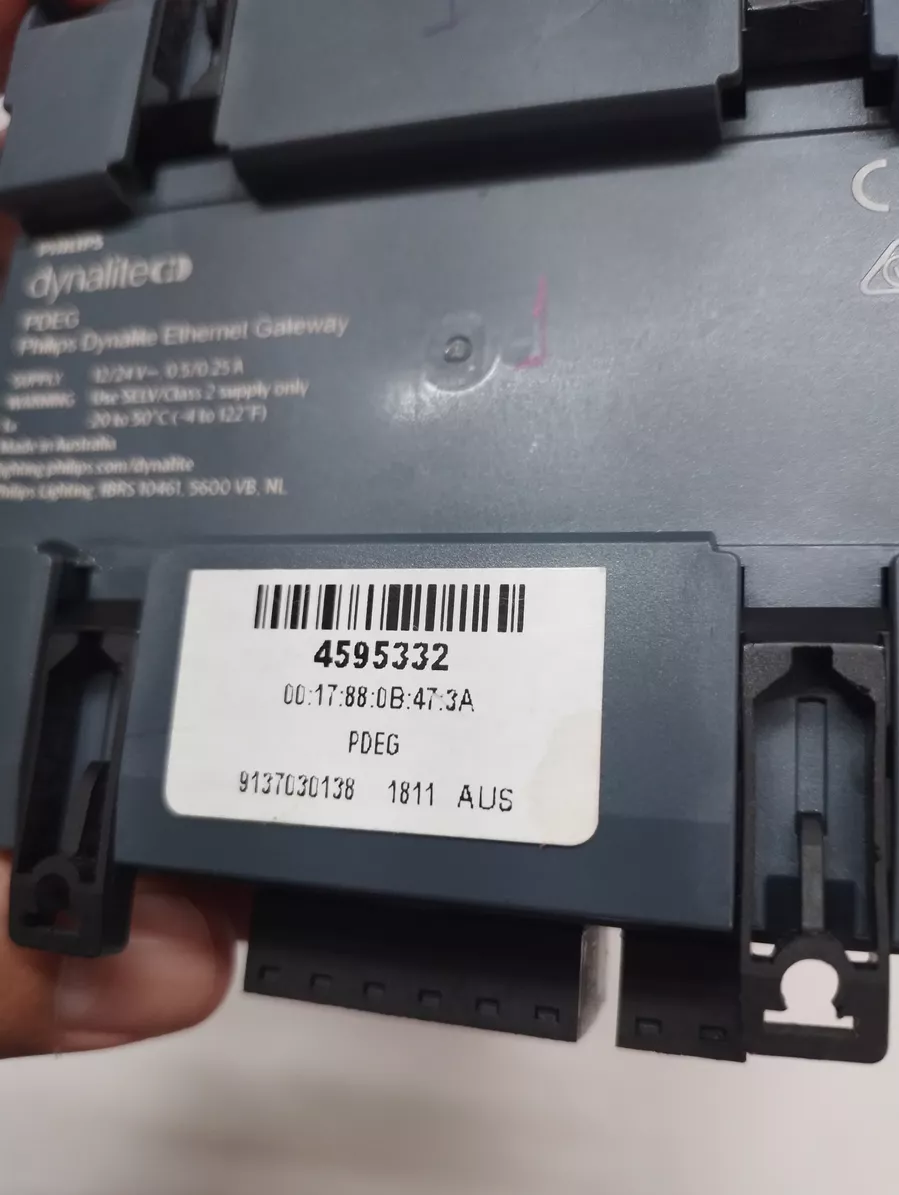 PHILIPS
dynalite
PDEG
Philips Dynalite Ethernet Gateway
SUPPLY 12/24 V⎓ 0.5/0.25 A
WARNING Use SELV/Class 2 supply only
-20 to 50°C (-4 to 122°F)
Made in Australia
lighting.philips.com/dynalite
Philips Lighting, IBRS 10461, 5600 VB, NL
4595332
00:17:88:0B:47:3A
PDEG
9137030138 1811 AUS